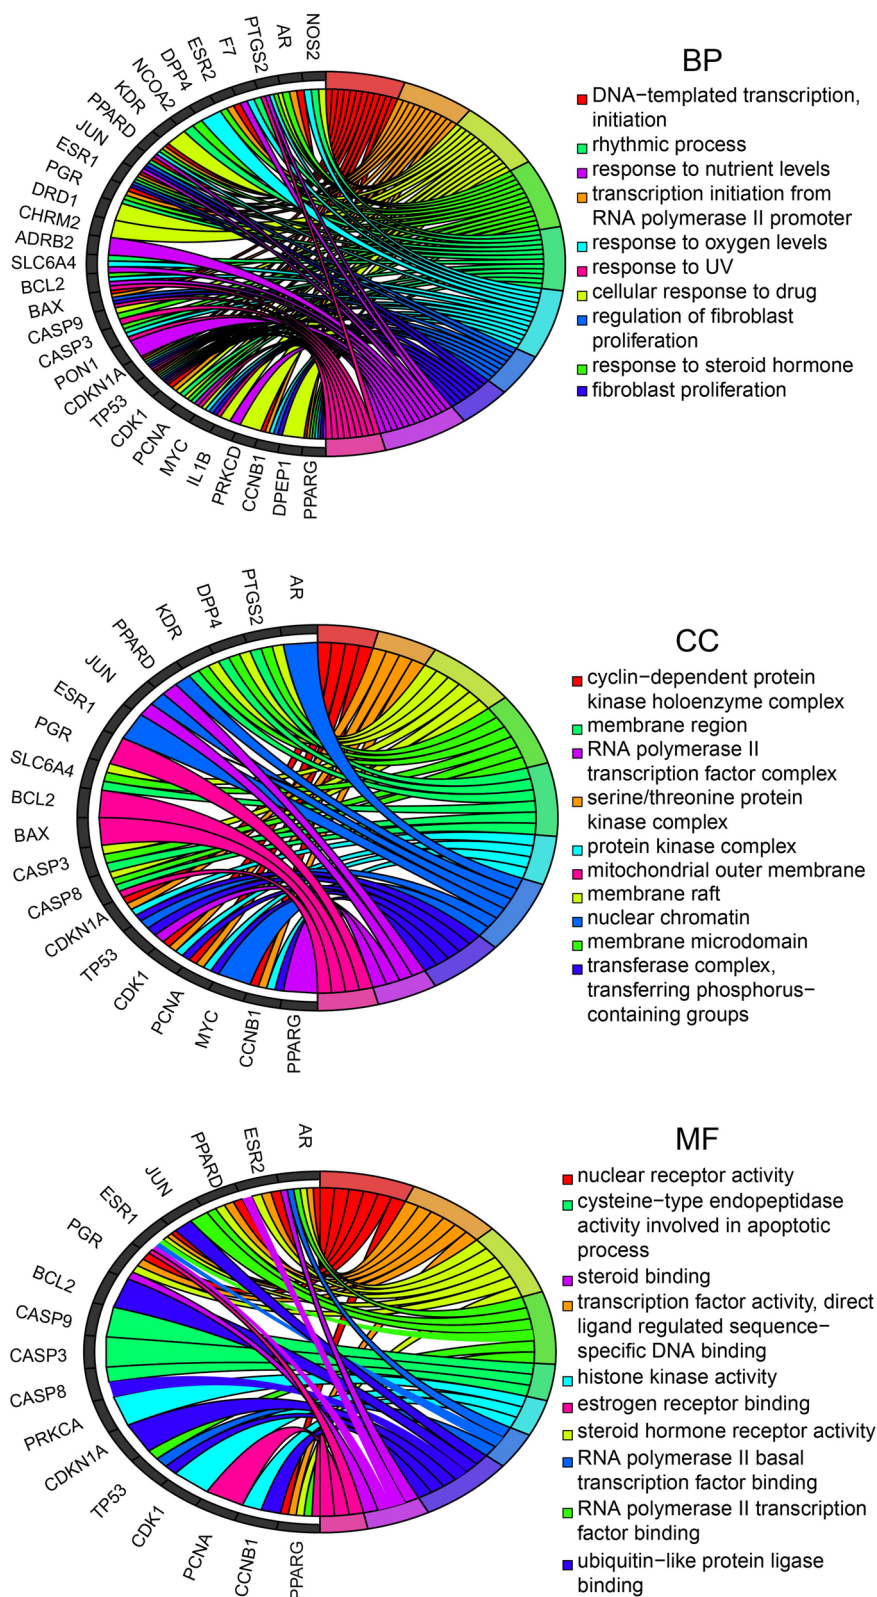 NOS2
AR
PTGS2
F7
ESR2
DPP4
NCOA2
KDR
PPARD
JUN
ESR1
PGR
DRD1
CHRM2
ADRB2
SLC6A4
BCL2
BAX
CASP9
CASP3
PON1
CDKN1A
TP53
CDK1
PCNA
MYC
IL1B
PRKCD
CCNB1
DPEP1
PPARG
BP
DNA−templated transcription,
initiation
rhythmic process
response to nutrient levels
transcription initiation from
RNA polymerase II promoter
response to oxygen levels
response to UV
cellular response to drug
regulation of fibroblast
proliferation
response to steroid hormone
fibroblast proliferation
AR
PTGS2
DPP4
KDR
PPARD
JUN
ESR1
PGR
SLC6A4
BCL2
BAX
CASP3
CASP8
CDKN1A
TP53
CDK1
PCNA
MYC
CCNB1
PPARG
CC
cyclin−dependent protein
kinase holoenzyme complex
membrane region
RNA polymerase II
transcription factor complex
serine/threonine protein
kinase complex
protein kinase complex
mitochondrial outer membrane
membrane raft
nuclear chromatin
membrane microdomain
transferase complex,
transferring phosphorus−
containing groups
AR
ESR2
PPARD
JUN
ESR1
PGR
BCL2
CASP9
CASP3
CASP8
PRKCA
CDKN1A
TP53
CDK1
PCNA
CCNB1
PPARG
MF
nuclear receptor activity
cysteine−type endopeptidase
activity involved in apoptotic
process
steroid binding
transcription factor activity, direct
ligand regulated sequence−
specific DNA binding
histone kinase activity
estrogen receptor binding
steroid hormone receptor activity
RNA polymerase II basal
transcription factor binding
RNA polymerase II transcription
factor binding
ubiquitin−like protein ligase
binding